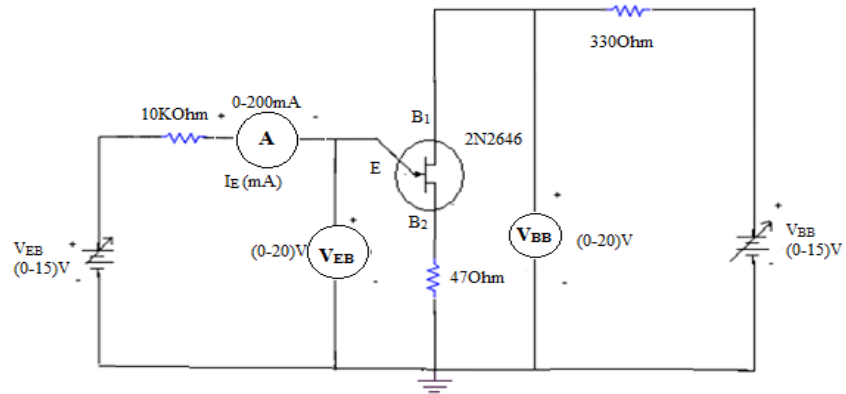 330Ohm
0-200mA
10KOhm
+
-
A
B1
2N2646
IE(mA)
E
B2
VEB
(0-15)V
+
-
(0-20)V
VEB
+
-
47Ohm
VBB
(0-20)V
+
-
+
VBB
(0-15)V
-